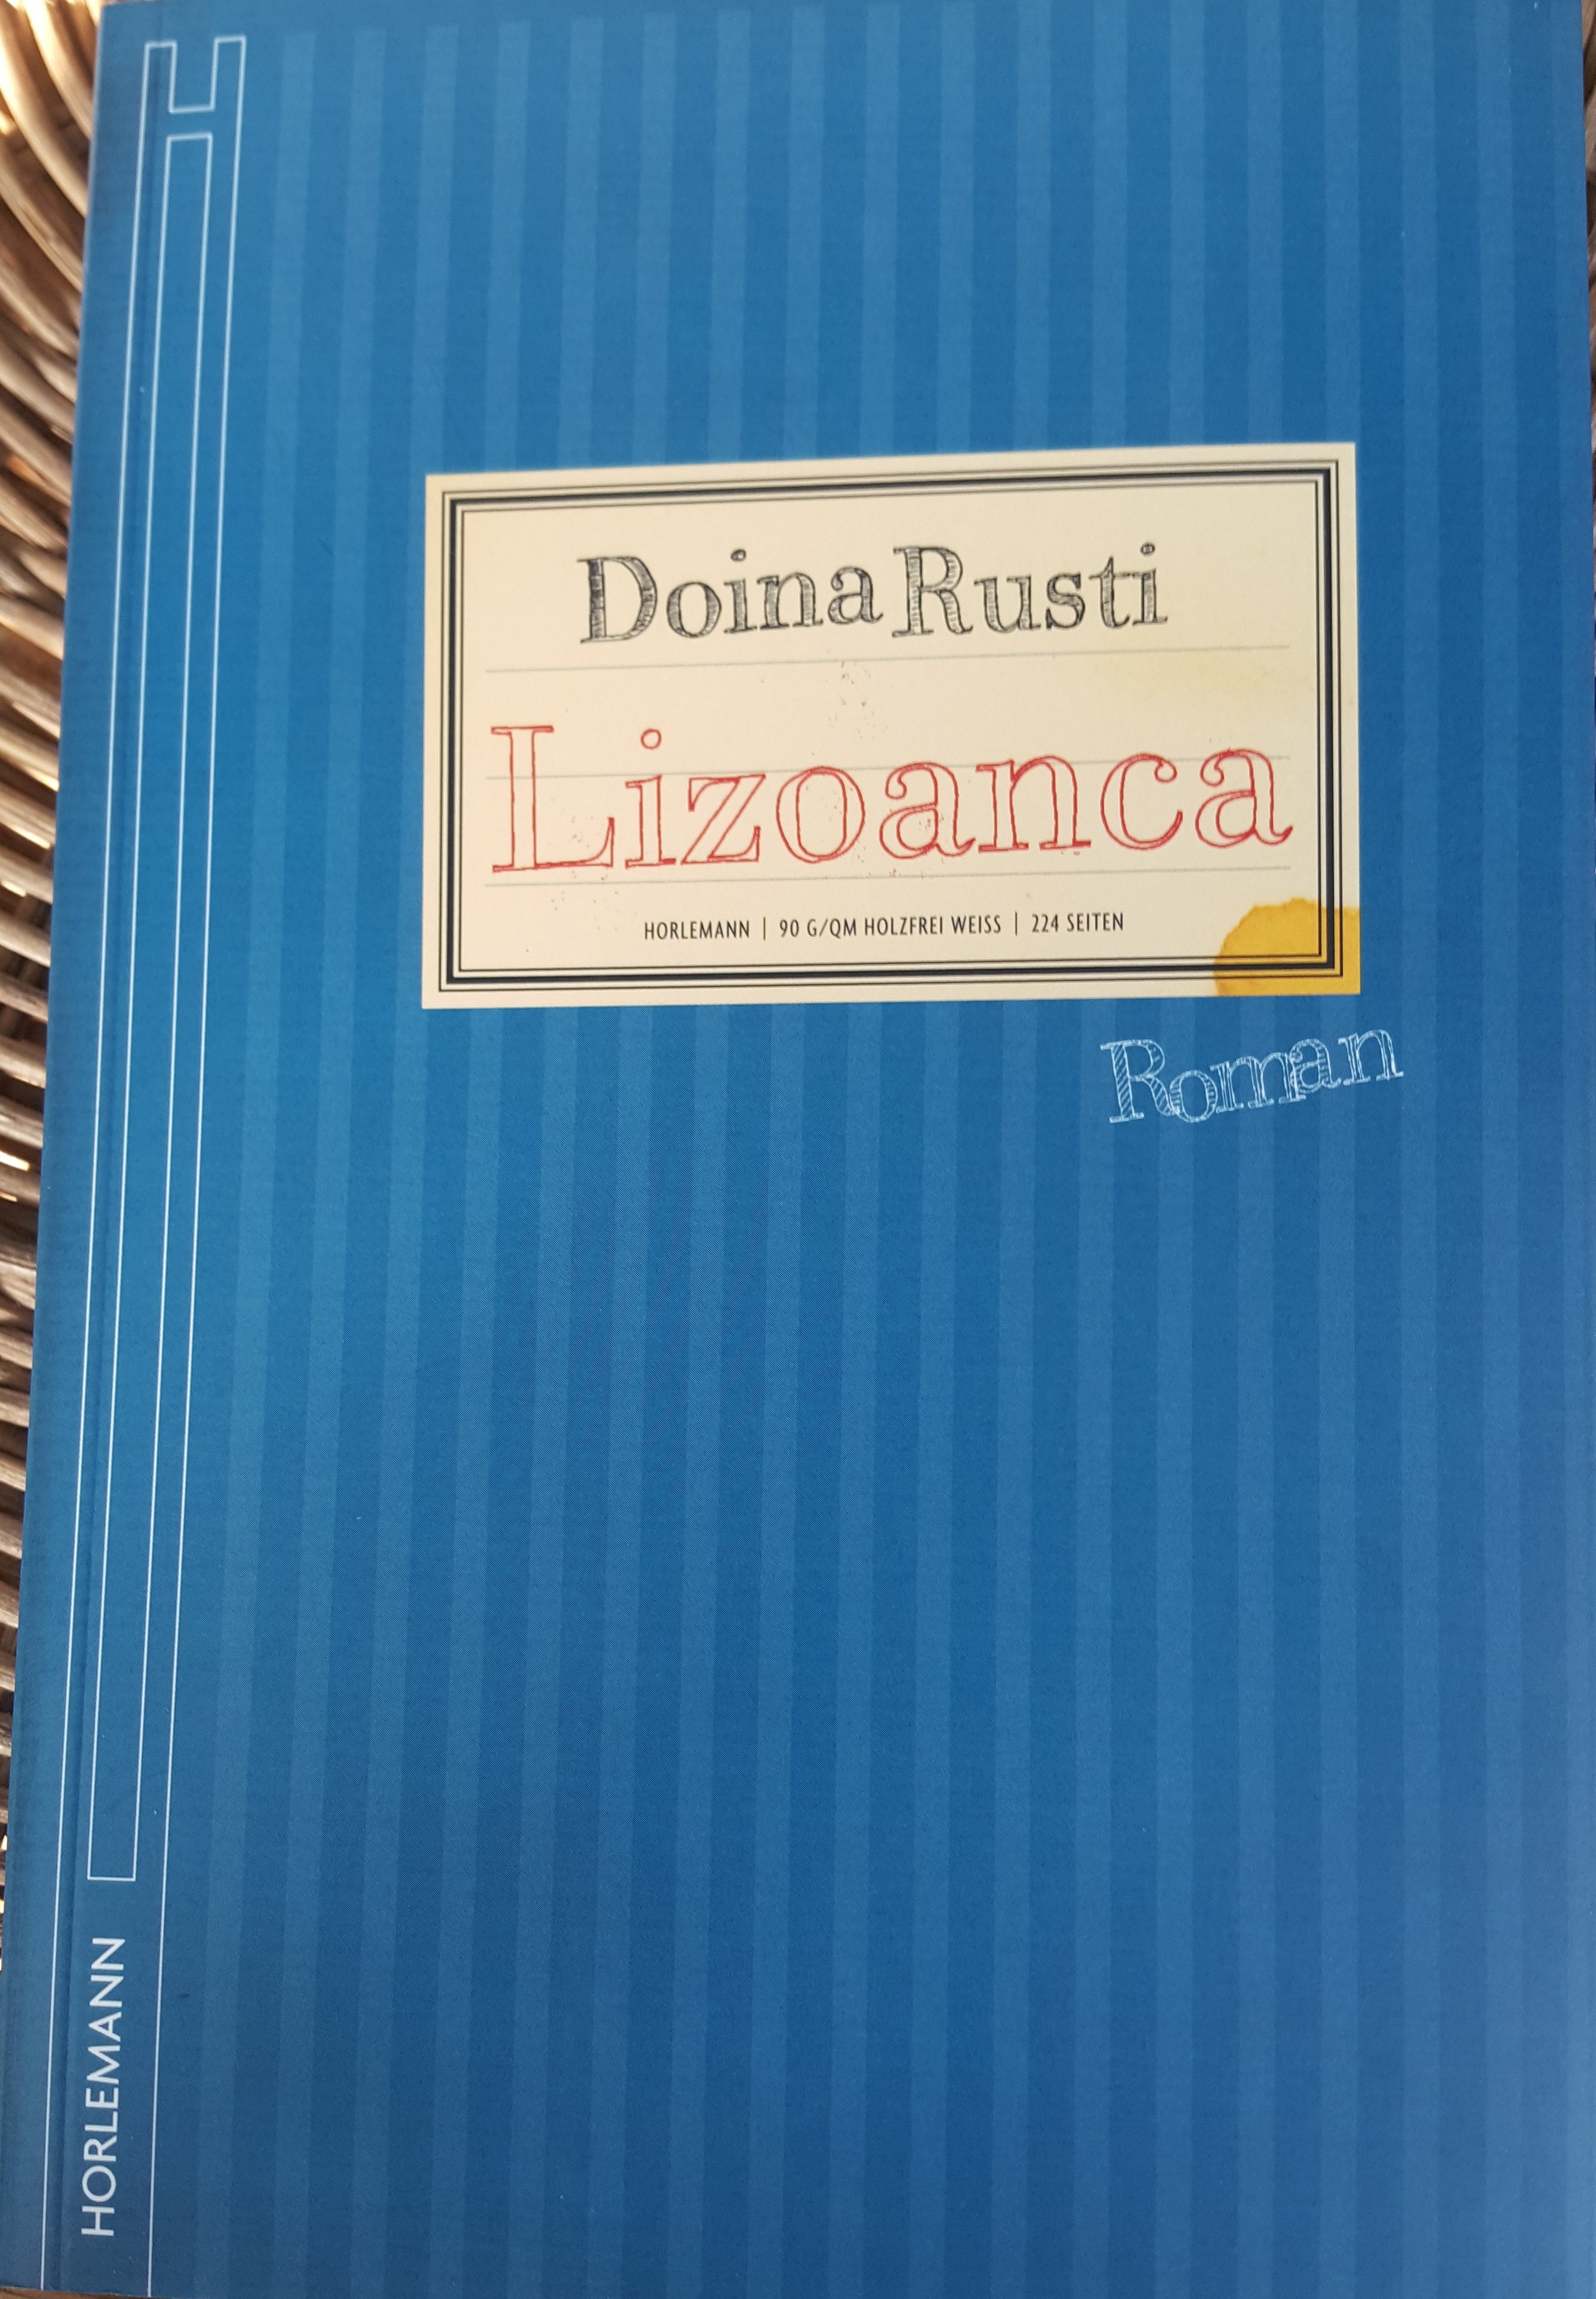 Doina Rusti
Lizoanca
HORLEMANN | 90 G/QM HOLZFREI WEISS | 224 SEITEN
Roman
HORLEMANN
H